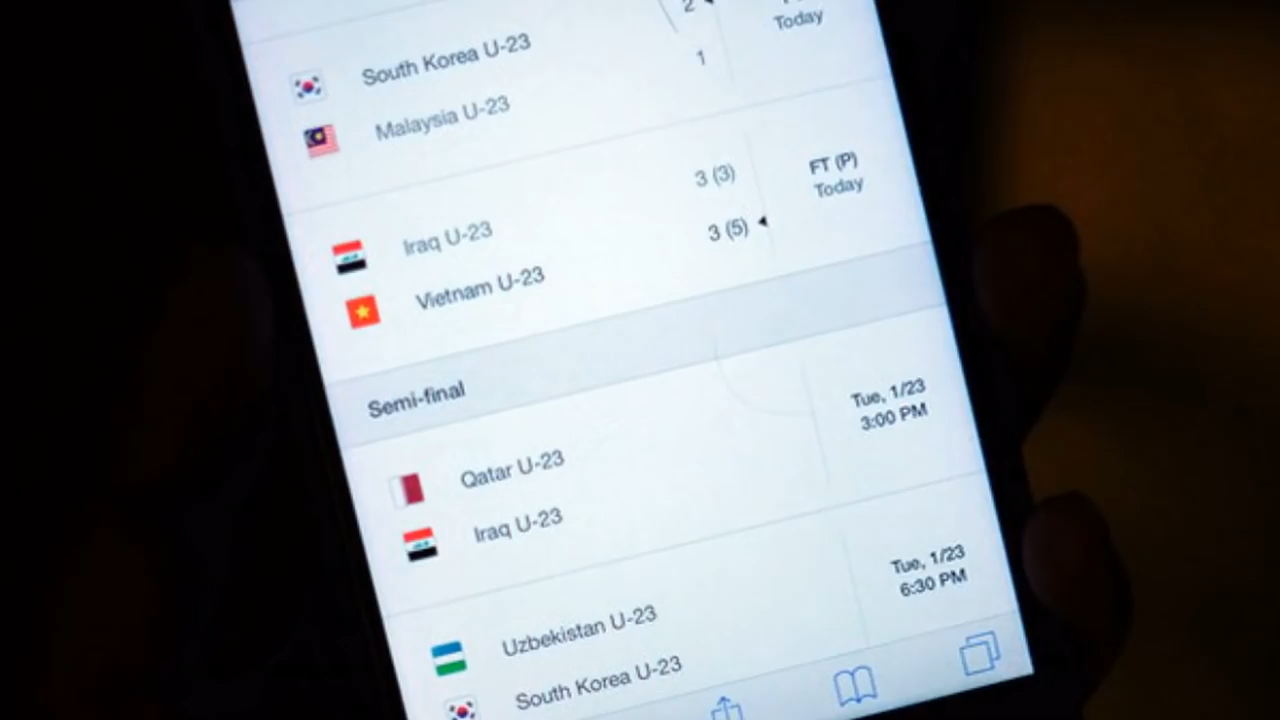 2
Today
South Korea U-23
1
Malaysia U-23
3 (3)
FT (P)
Today
Iraq U-23
3 (5)
Vietnam U-23
Semi-final
Tue, 1/23
3:00 PM
Qatar U-23
Iraq U-23
Tue, 1/23
6:30 PM
Uzbekistan U-23
South Korea U-23